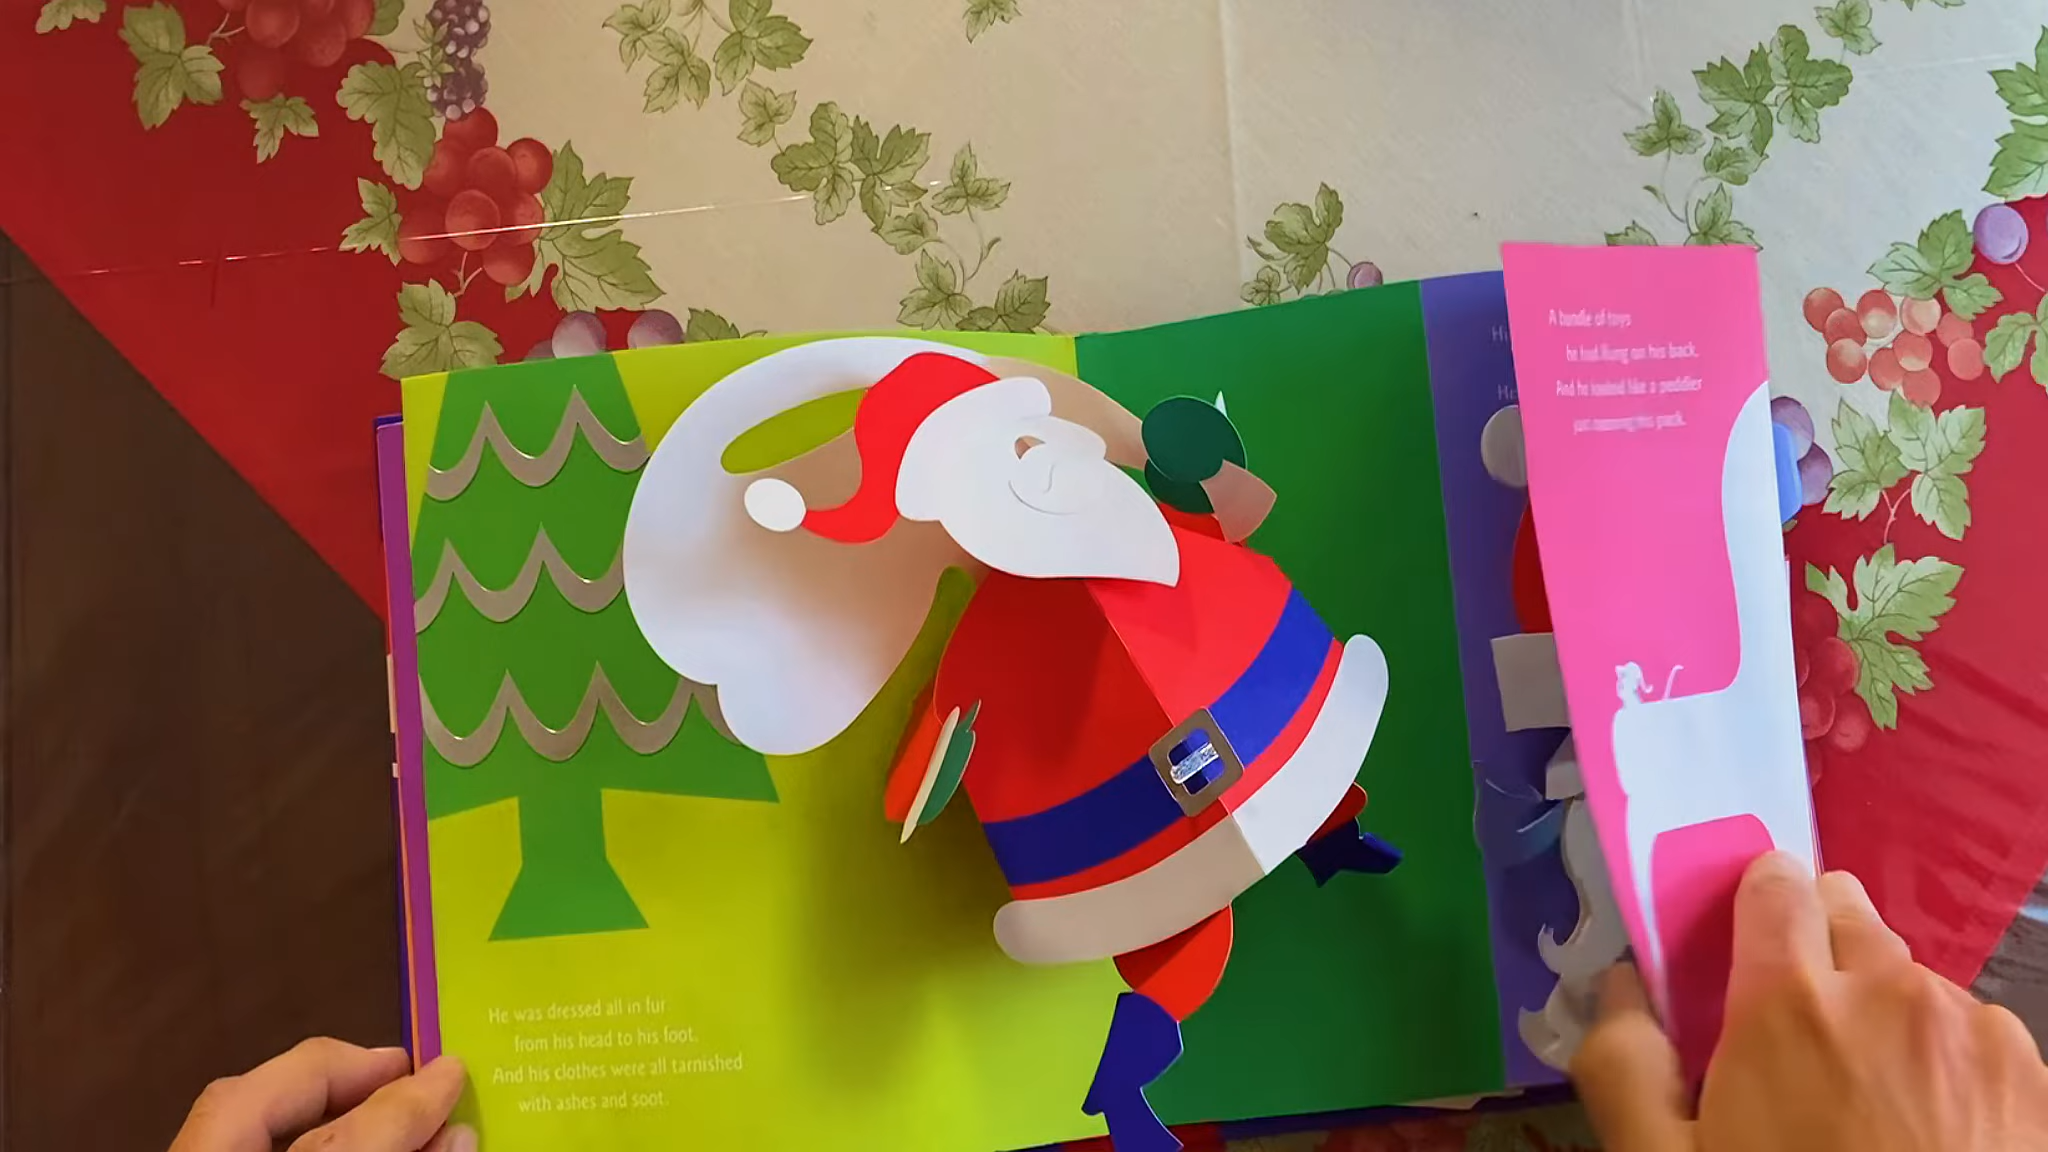 He was dressed all in fur
from his head to his foot.
And his clothes were all tarnished
with ashes and soot.
Hi
He
A bundle of toys
he had flung on his back,
And he looked like a peddler
just opening his pack.